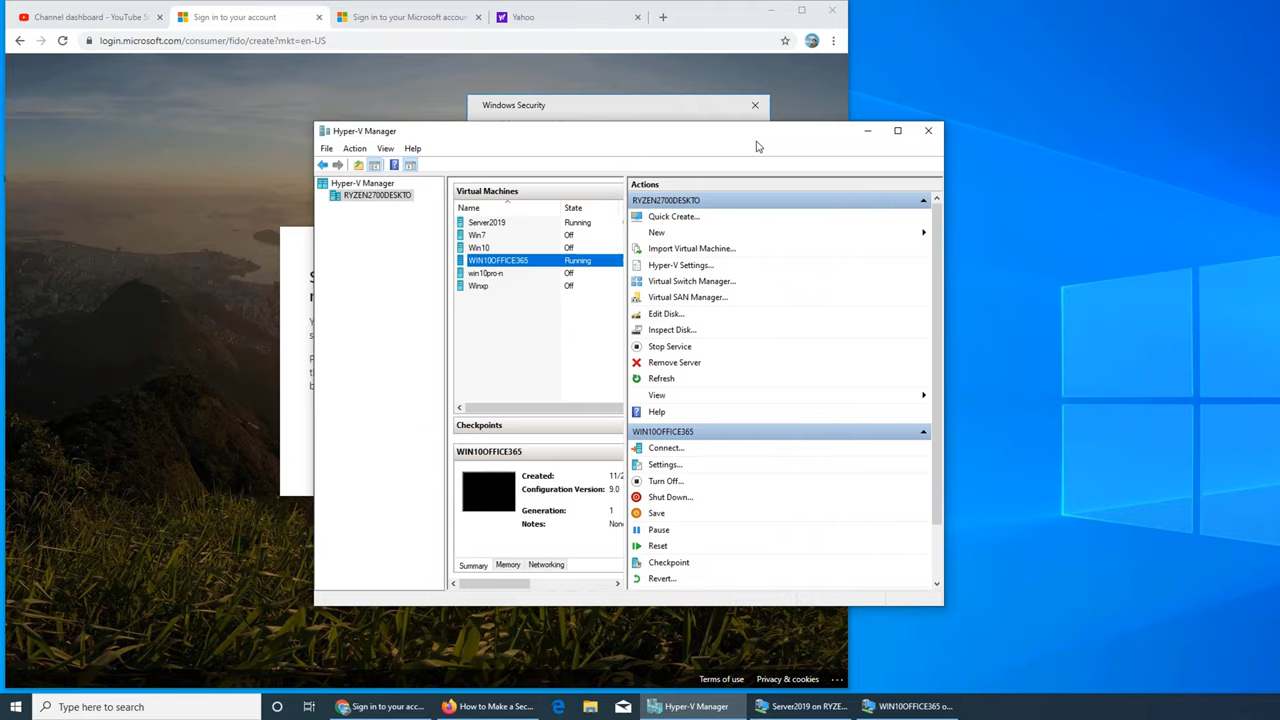 Channel dashboard - YouTube S
Sign in to your account
Sign in to your Microsoft accoun
Yahoo
login.microsoft.com/consumer/fido/create?mkt=en-US
Windows Security
Hyper-V Manager
File Action View Help
Hyper-V Manager
RYZEN2700DESKTO
Virtual Machines
Name State
Server2019 Running
Win7 Off
Win10 Off
WIN10OFFICE365 Running
win10pro-n Off
Winxp Off
Checkpoints
WIN10OFFICE365
Created: 11/2
Configuration Version: 9.0
Generation: 1
Notes: Non
Summary Memory Networking
Actions
RYZEN2700DESKTO
Quick Create...
New
Import Virtual Machine...
Hyper-V Settings...
Virtual Switch Manager...
Virtual SAN Manager...
Edit Disk...
Inspect Disk...
Stop Service
Remove Server
Refresh
View
Help
WIN10OFFICE365
Connect...
Settings...
Turn Off...
Shut Down...
Save
Pause
Reset
Checkpoint
Revert...
Terms of use Privacy & cookies ...
Type here to search
Sign in to your acc...
How to Make a Sec...
Hyper-V Manager
Server2019 on RYZE...
WIN10OFFICE365 o...